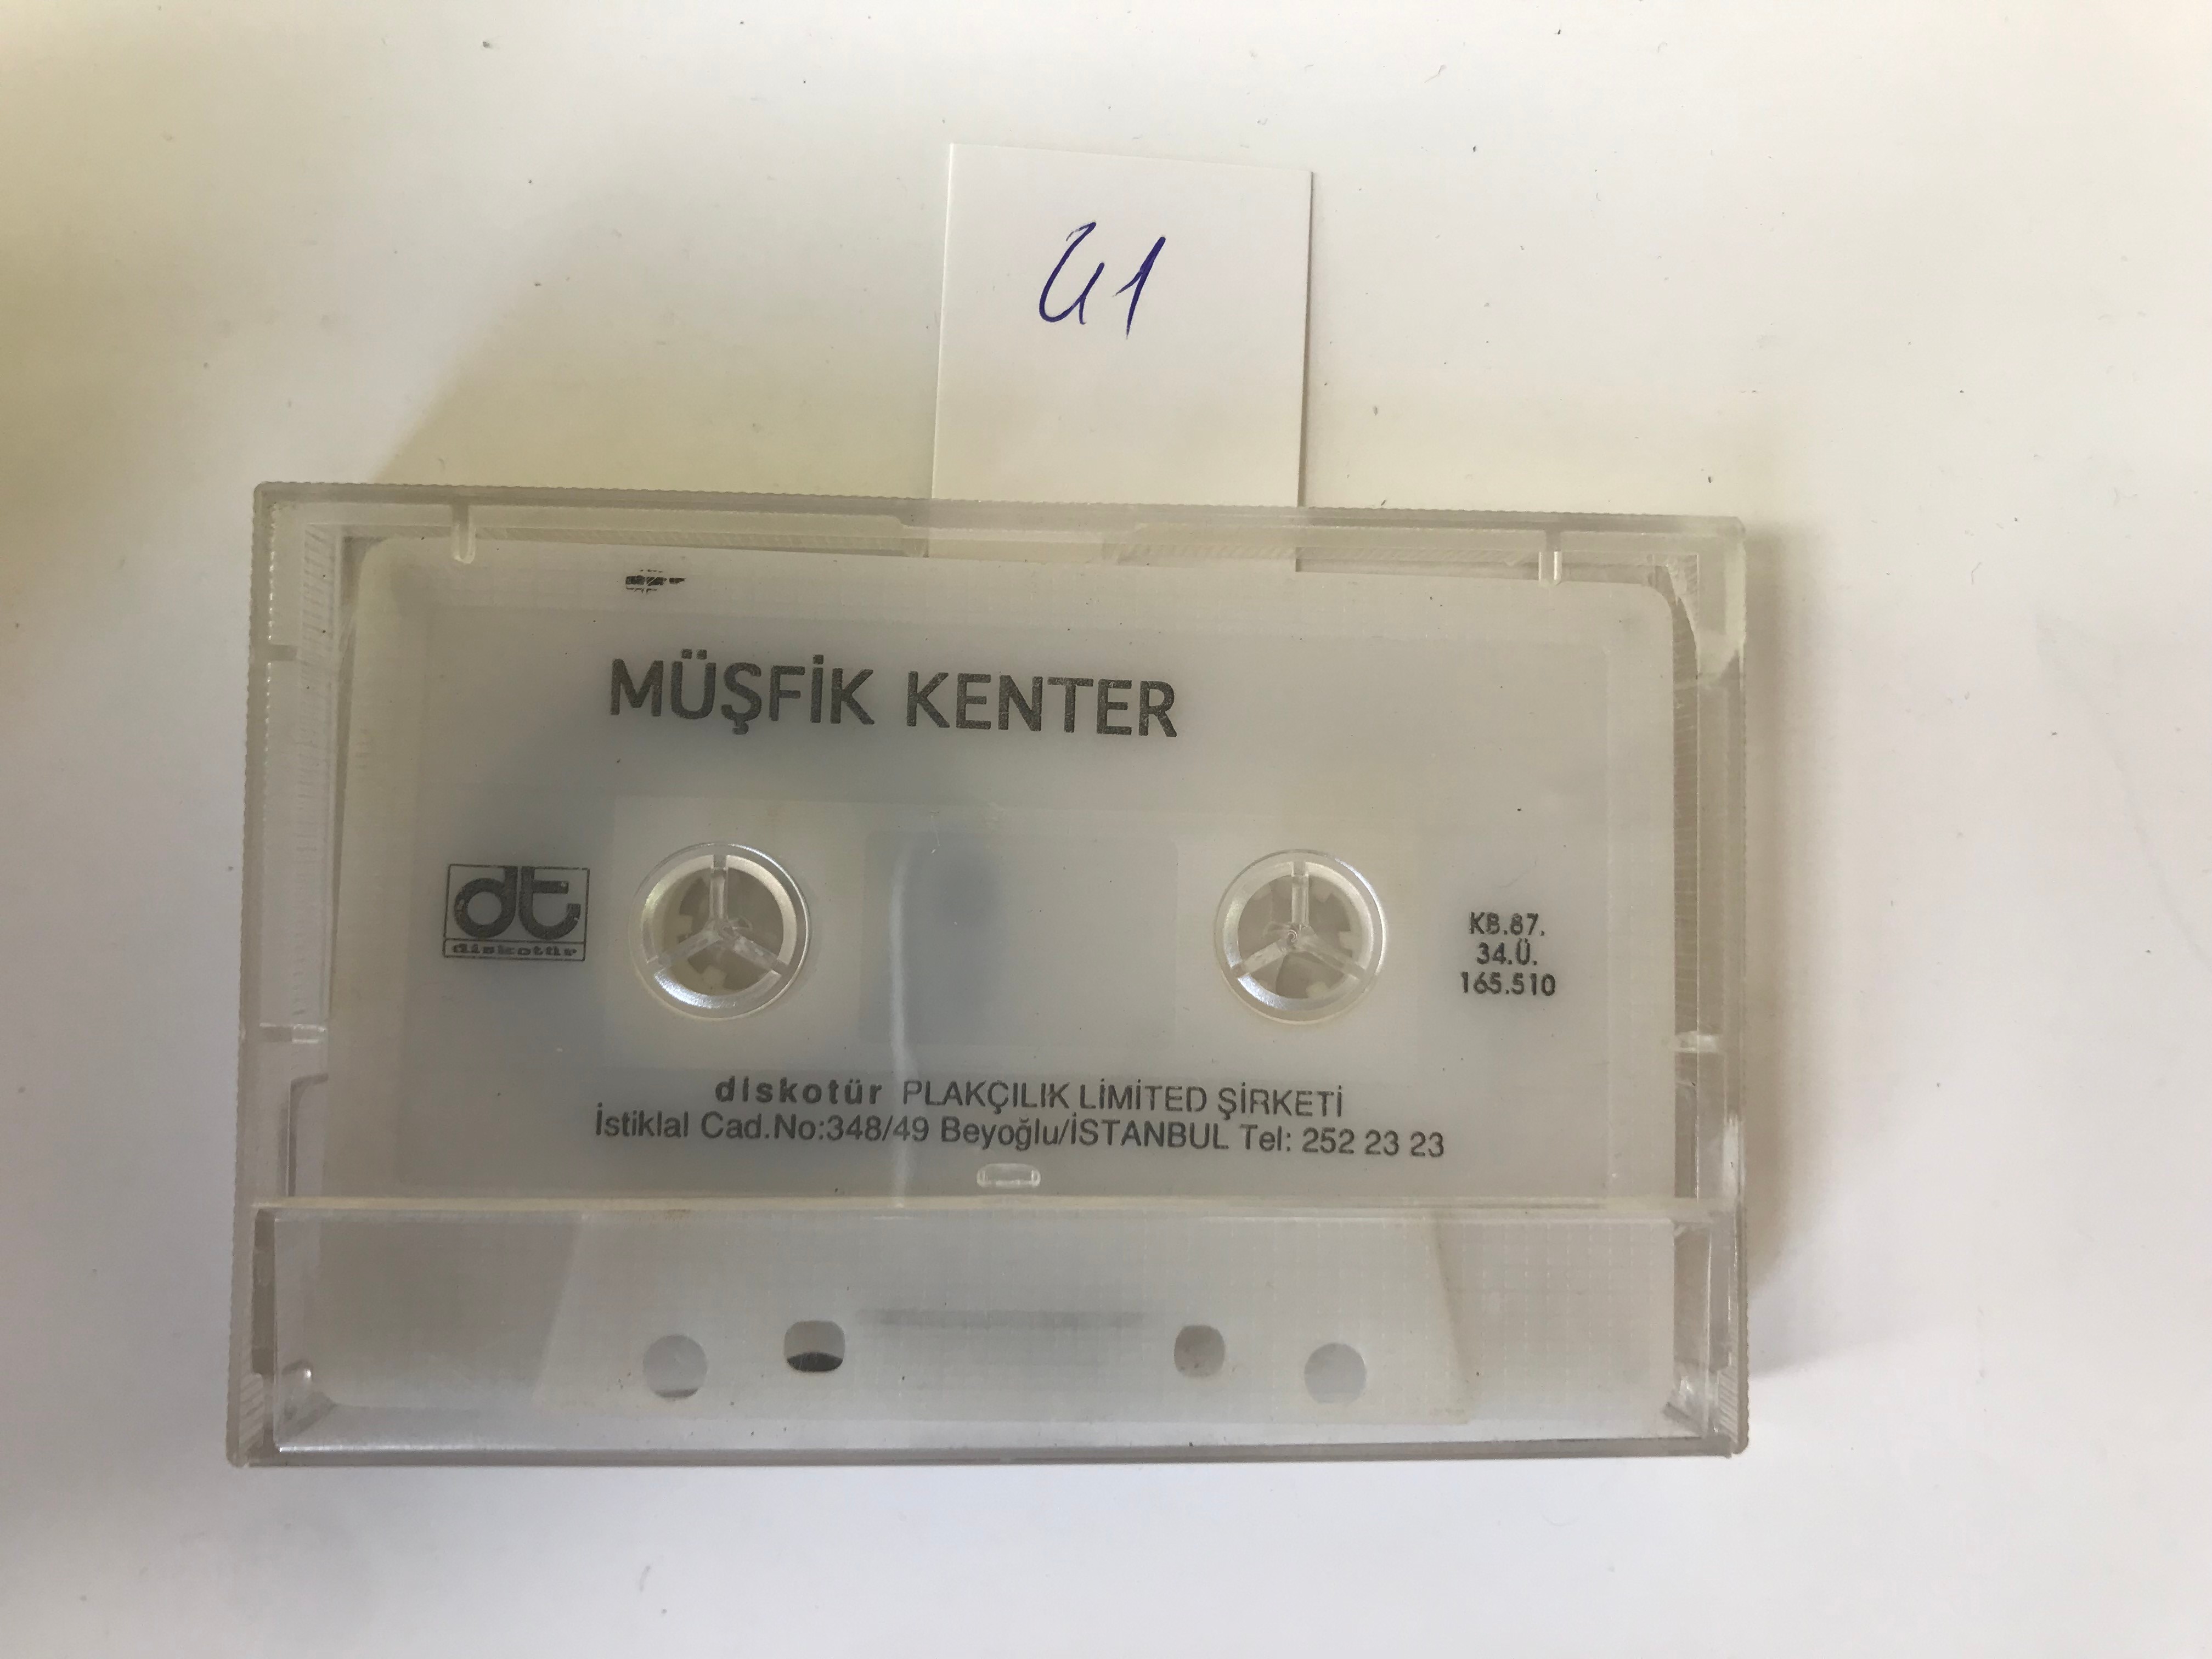 41
MÜŞFİK KENTER
dt
diskotür
KB.87.
34.Ü.
165.510
diskotür PLAKÇILIK LİMİTED ŞİRKETİ
İstiklal Cad.No:348/49 Beyoğlu/İSTANBUL Tel: 252 23 23